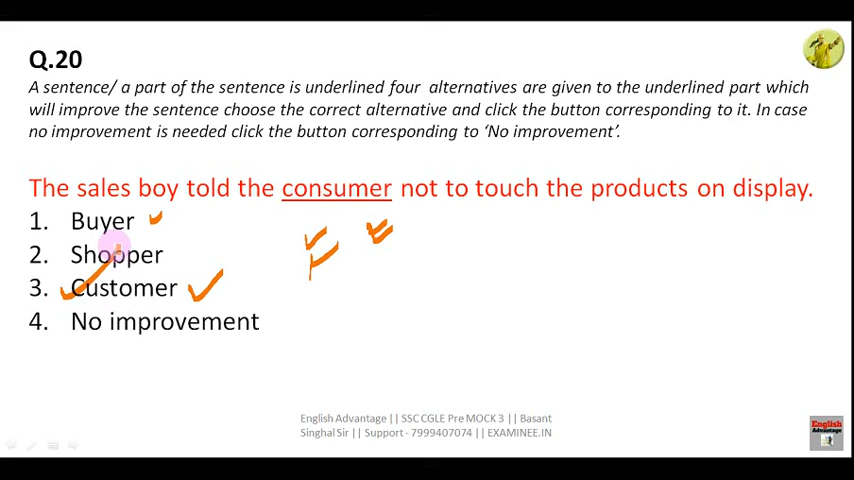 Q.20
A sentence/ a part of the sentence is underlined four alternatives are given to the underlined part which
will improve the sentence choose the correct alternative and click the button corresponding to it. In case
no improvement is needed click the button corresponding to ‘No improvement’.
The sales boy told the consumer not to touch the products on display.
1. Buyer
2. Shopper
3. Customer
4. No improvement
English Advantage || SSC CGLE Pre MOCK 3 || Basant
Singhal Sir || Support - 7999407074 || EXAMINEE.IN
English
Advantage